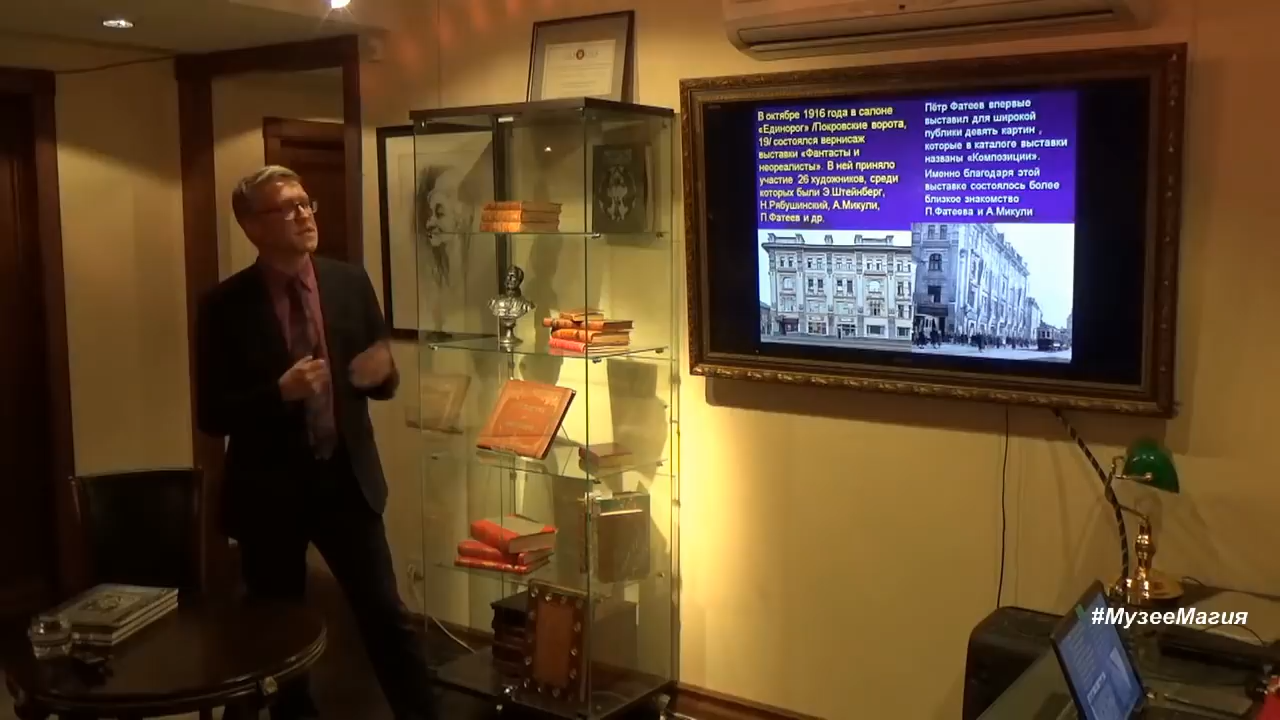 В октябре 1916 года в салоне
«Единорог» /Покровские ворота,
19/ состоялся вернисаж
выставки «Фантасты и
неореалисты». В ней приняло
участие 26 художников, среди
которых были Э.Штейнберг,
Н.Рябушинский, А.Микули,
П.Фатеев и др.
Пётр Фатеев впервые
выставил для широкой
публики девять картин ,
которые в каталоге выставки
названы «Композиции».
Именно благодаря этой
выставке состоялось более
близкое знакомство
П.Фатеева и А.Микули
#МузееМагия